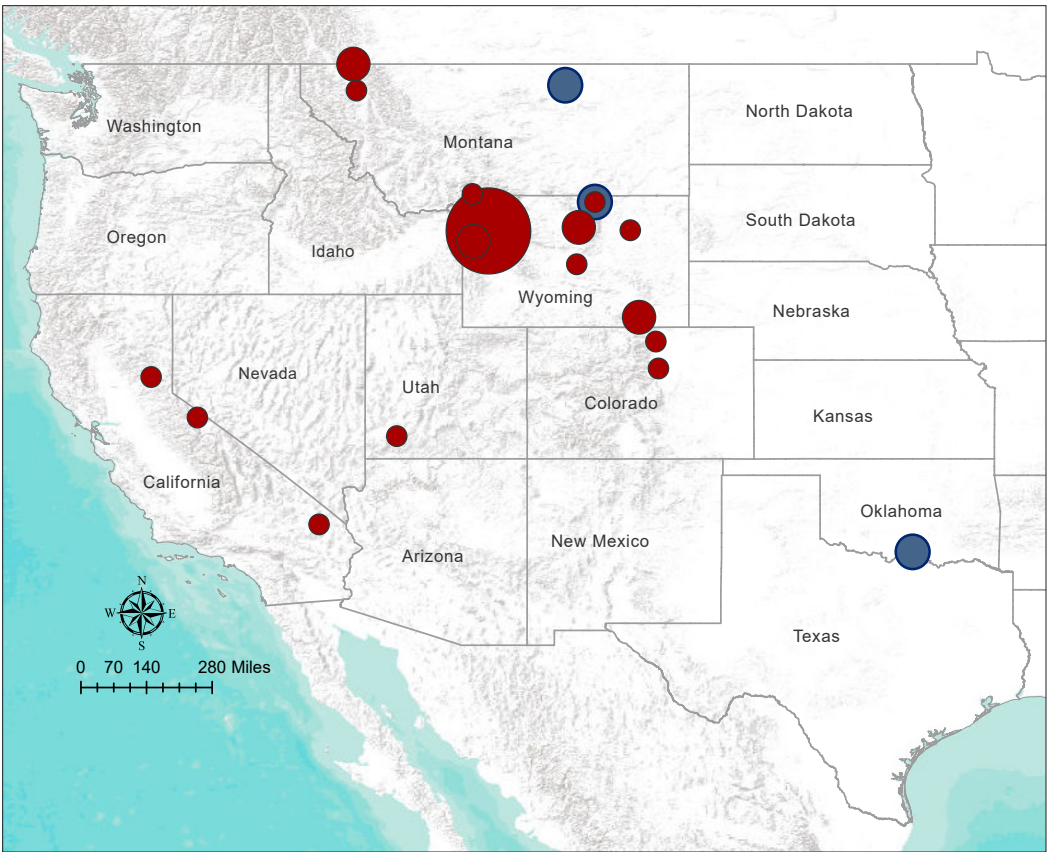 North Dakota
Washington
Montana
South Dakota
Oregon
Idaho
Wyoming
Nebraska
Nevada
Utah
Colorado
Kansas
California
Oklahoma
Arizona
New Mexico
N
W E
S
Texas
0 70 140 280 Miles